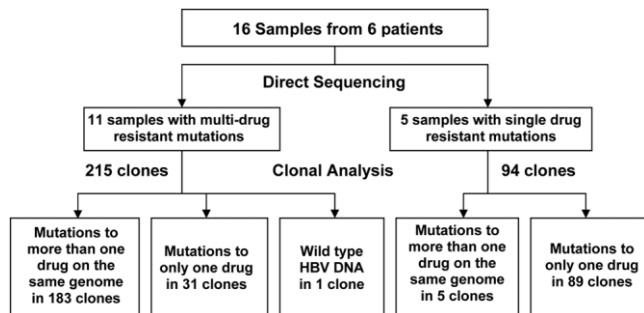 16 Samples from 6 patients
Direct Sequencing
11 samples with multi-drug
resistant mutations
5 samples with single drug
resistant mutations
215 clones
Clonal Analysis
94 clones
Mutations to
more than one
drug on the
same genome
in 183 clones
Mutations to
only one drug
in 31 clones
Wild type
HBV DNA
in 1 clone
Mutations to
more than one
drug on the
same genome in
5 clones
Mutations to
only one drug
in 89 clones